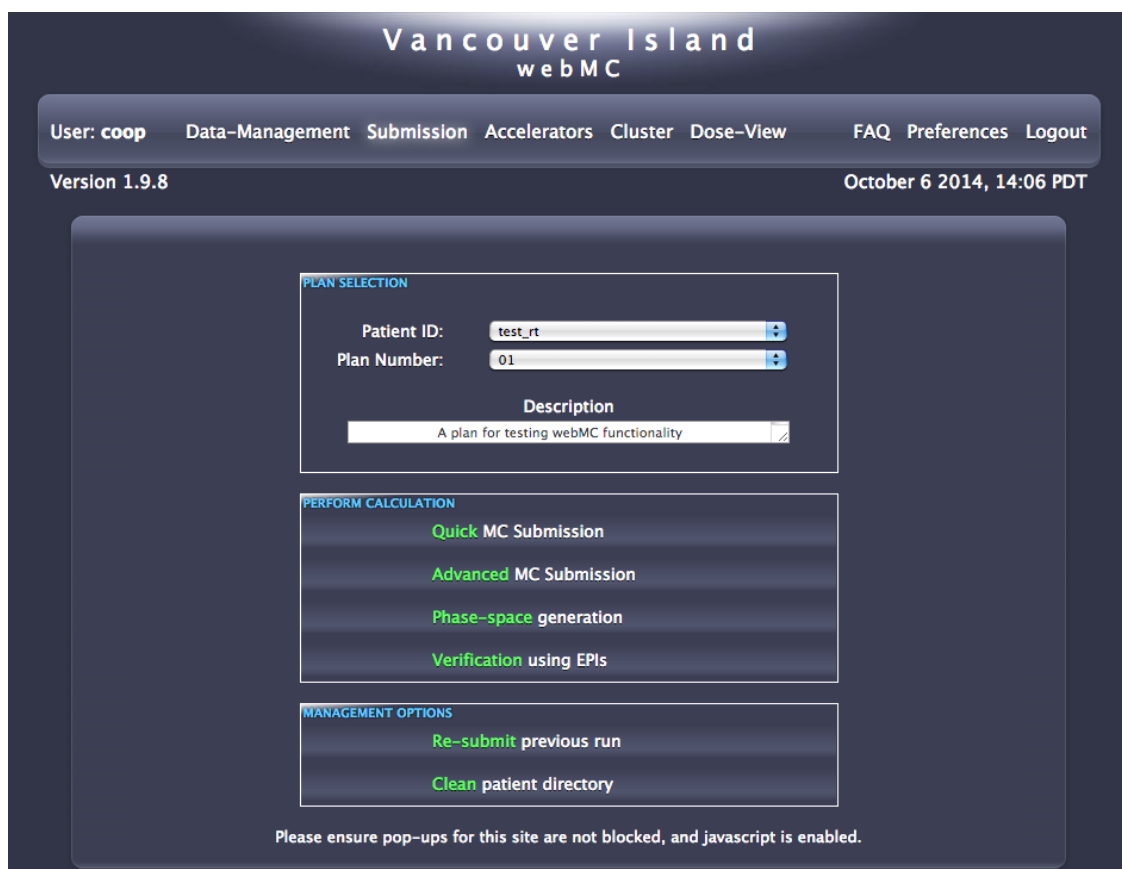 Vancouver Island
webMC
User: coop Data-Management Submission Accelerators Cluster Dose-View FAQ Preferences Logout
Version 1.9.8 October 6 2014, 14:06 PDT
PLAN SELECTION
Patient ID: test_rt
Plan Number: 01
Description
A plan for testing webMC functionality
PERFORM CALCULATION
Quick MC Submission
Advanced MC Submission
Phase-space generation
Verification using EPIs
MANAGEMENT OPTIONS
Re-submit previous run
Clean patient directory
Please ensure pop-ups for this site are not blocked, and javascript is enabled.